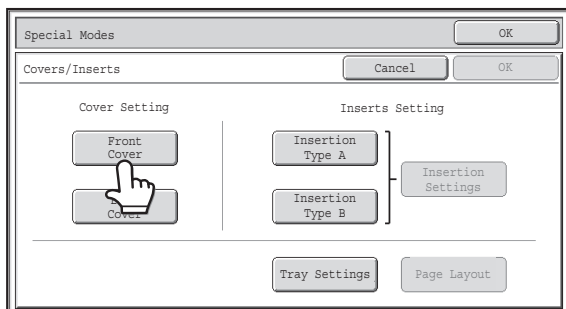 Special Modes
OK
Covers/Inserts
Cancel
OK
Cover Setting
Inserts Setting
Front
Cover
Insertion
Type A
Insertion
Settings
Cover
Insertion
Type B
Tray Settings
Page Layout